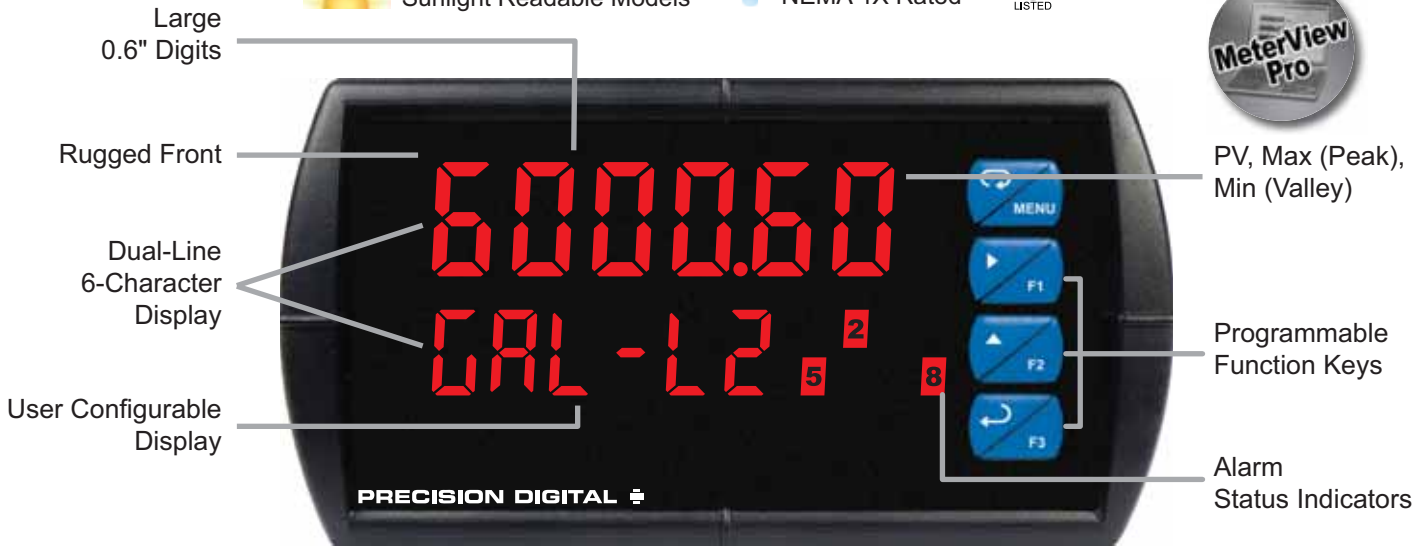 Sunlight Readable Models
NEMA 4X Rated
LISTED
Large
0.6" Digits
MeterView
Pro
Rugged Front
PV, Max (Peak),
Min (Valley)
6000.60
MENU
Dual-Line
6-Character
Display
F1
GAL-L2
2
5
8
F2
Programmable
Function Keys
User Configurable
Display
F3
Alarm
Status Indicators
PRECISION DIGITAL